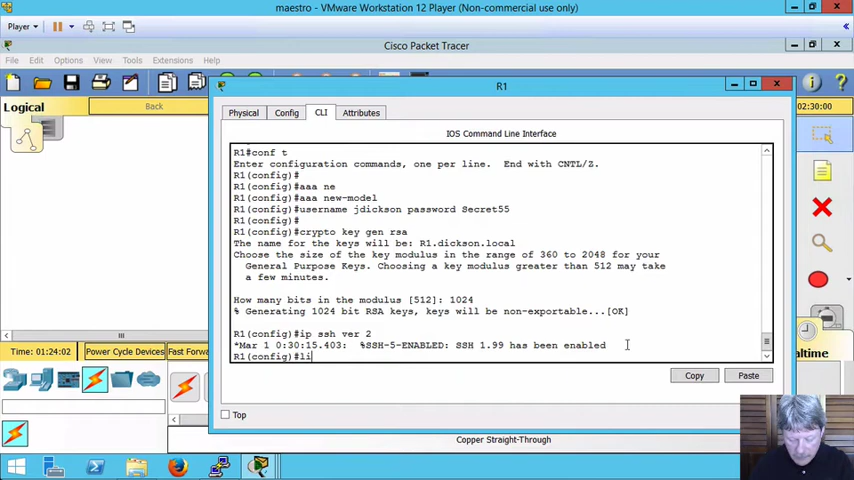 maestro - VMware Workstation 12 Player (Non-commercial use only)
Player
Cisco Packet Tracer
File Edit Options View Tools Extensions Help
R1
Logical
Back
02:30:00
Physical Config CLI Attributes
IOS Command Line Interface
R1#conf t
Enter configuration commands, one per line. End with CNTL/Z.
R1(config)#
R1(config)#aaa ne
R1(config)#aaa new-model
R1(config)#username jdickson password Secret55
R1(config)#
R1(config)#crypto key gen rsa
The name for the keys will be: R1.dickson.local
Choose the size of the key modulus in the range of 360 to 2048 for your
General Purpose Keys. Choosing a key modulus greater than 512 may take
a few minutes.
How many bits in the modulus [512]: 1024
% Generating 1024 bit RSA keys, keys will be non-exportable...[OK]
R1(config)#ip ssh ver 2
*Mar 1 0:30:15.403: %SSH-5-ENABLED: SSH 1.99 has been enabled
R1(config)#li
Time: 01:24:02 Power Cycle Devices Fast Forward
Realtime
Copy Paste
Top
Copper Straight-Through